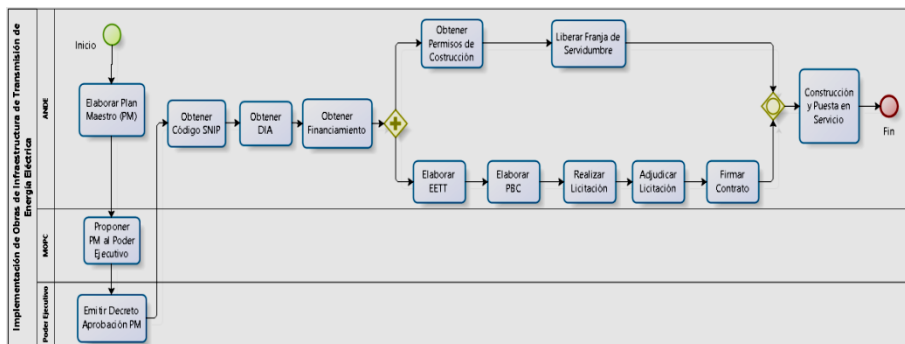 Implementación de Obras de Infraestructura de Transmisión de
Energía Eléctrica
ANDE
Inicio
Elaborar Plan
Maestro (PM)
Obtener
Código SNIP
Obtener
DIA
Obtener
Financiamiento
Obtener
Permisos de
Costrucción
Liberar Franja de
Servidumbre
Elaborar
EETT
Elaborar
PBC
Realizar
Licitación
Adjudicar
Licitación
Firmar
Contrato
Construcción
y Puesta en
Servicio
Fin
MOPC
Proponer
PM al Poder
Ejecutivo
Poder Ejecutivo
Emitir Decreto
Aprobación PM